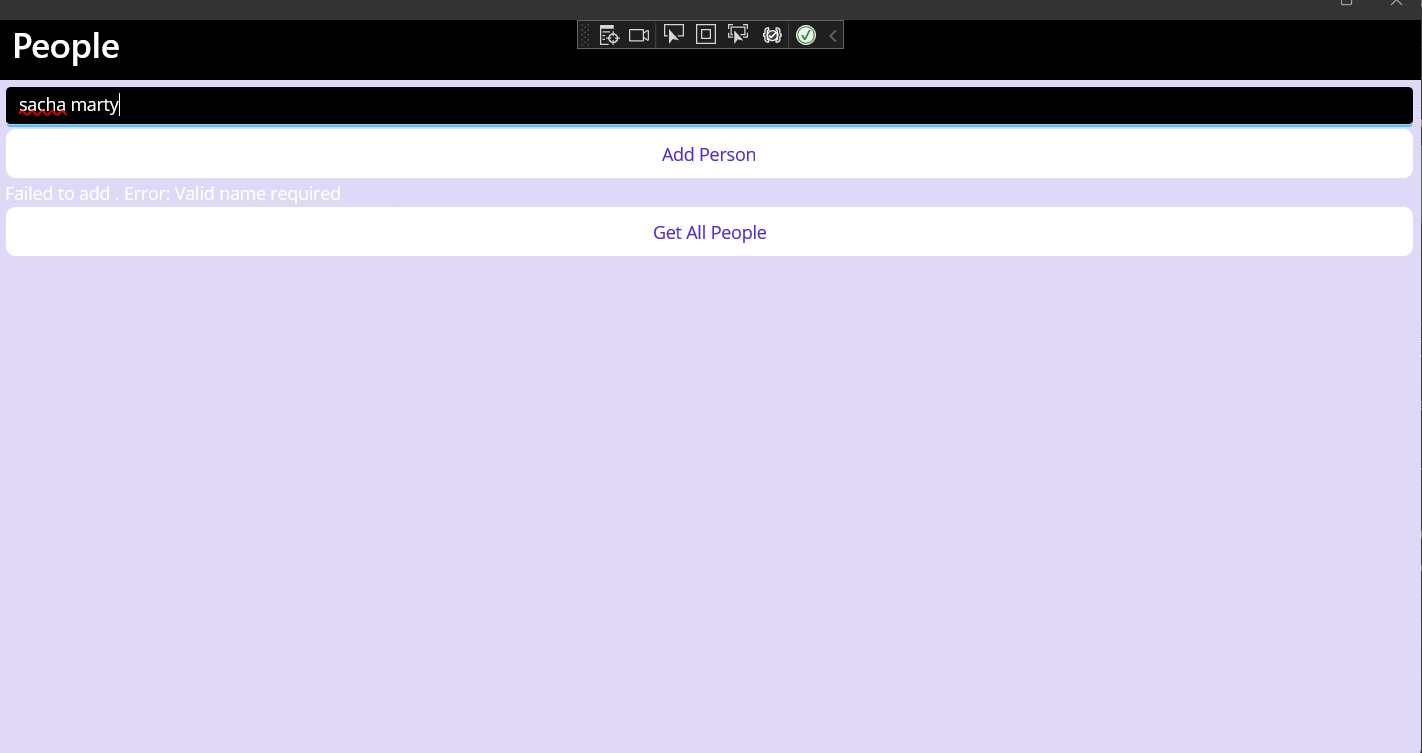 People
sacha marty
Add Person
Failed to add . Error: Valid name required
Get All People